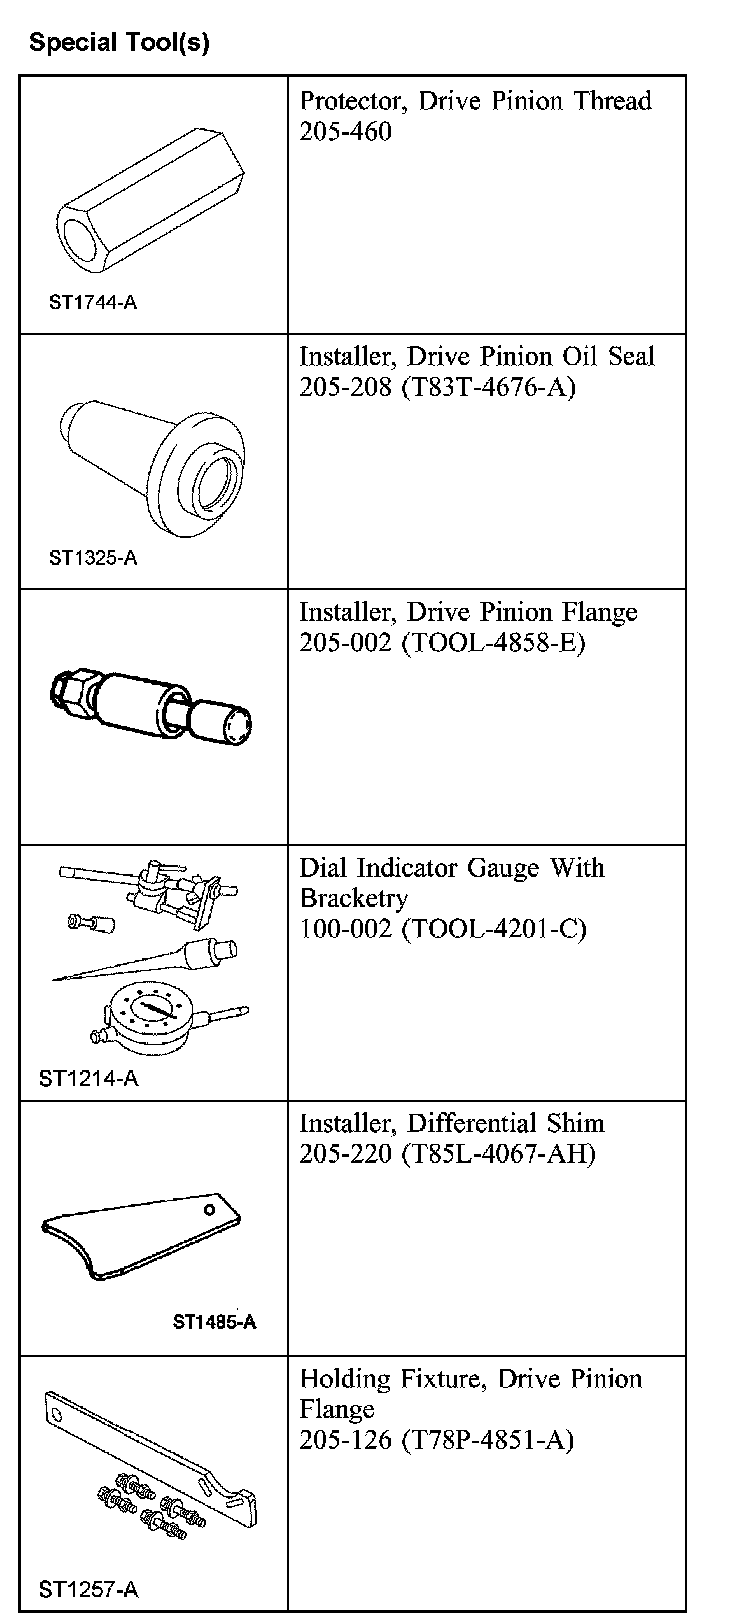 Special Tool(s)
Protector, Drive Pinion Thread
205-460
ST1744-A
Installer, Drive Pinion Oil Seal
205-208 (T83T-4676-A)
ST1325-A
Installer, Drive Pinion Flange
205-002 (TOOL-4858-E)
Dial Indicator Gauge With
Bracketry
100-002 (TOOL-4201-C)
ST1214-A
Installer, Differential Shim
205-220 (T85L-4067-AH)
ST1485-A
Holding Fixture, Drive Pinion
Flange
205-126 (T78P-4851-A)
ST1257-A